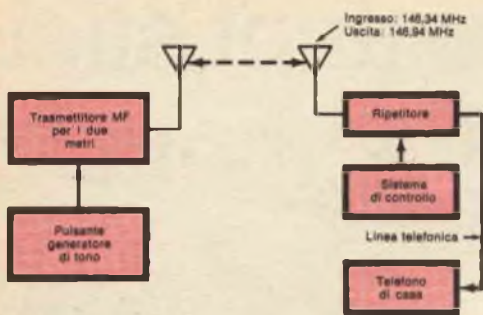 Ingresso: 146,34 MHz
Uscita: 146,94 MHz
Trasmettitore MF
per i due
metri
Ripetitore
Pulsante
generatore
di tono
Sistema
di controllo
Linea telefonica
Telefono
di casa